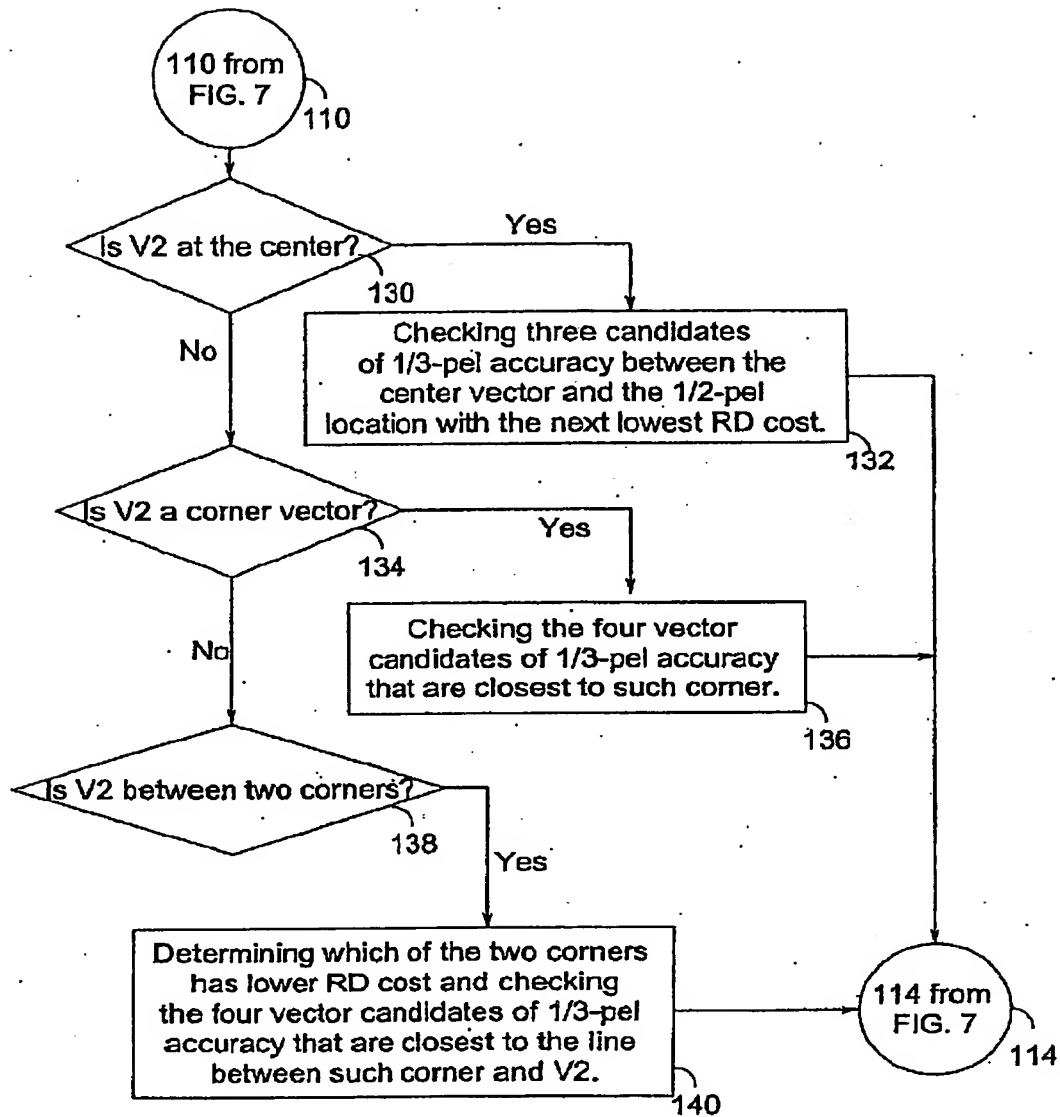 110 from
FIG. 7
110
Is V2 at the center?
130
Yes
No
Checking three candidates
of 1/3-pel accuracy between the
center vector and the 1/2-pel
location with the next lowest RD cost.
132
Is V2 a corner vector?
134
Yes
No
Checking the four vector
candidates of 1/3-pel accuracy
that are closest to such corner.
136
Is V2 between two corners?
138
Yes
Determining which of the two corners
has lower RD cost and checking
the four vector candidates of 1/3-pel
accuracy that are closest to the line
between such corner and V2.
140
114 from
FIG. 7
114